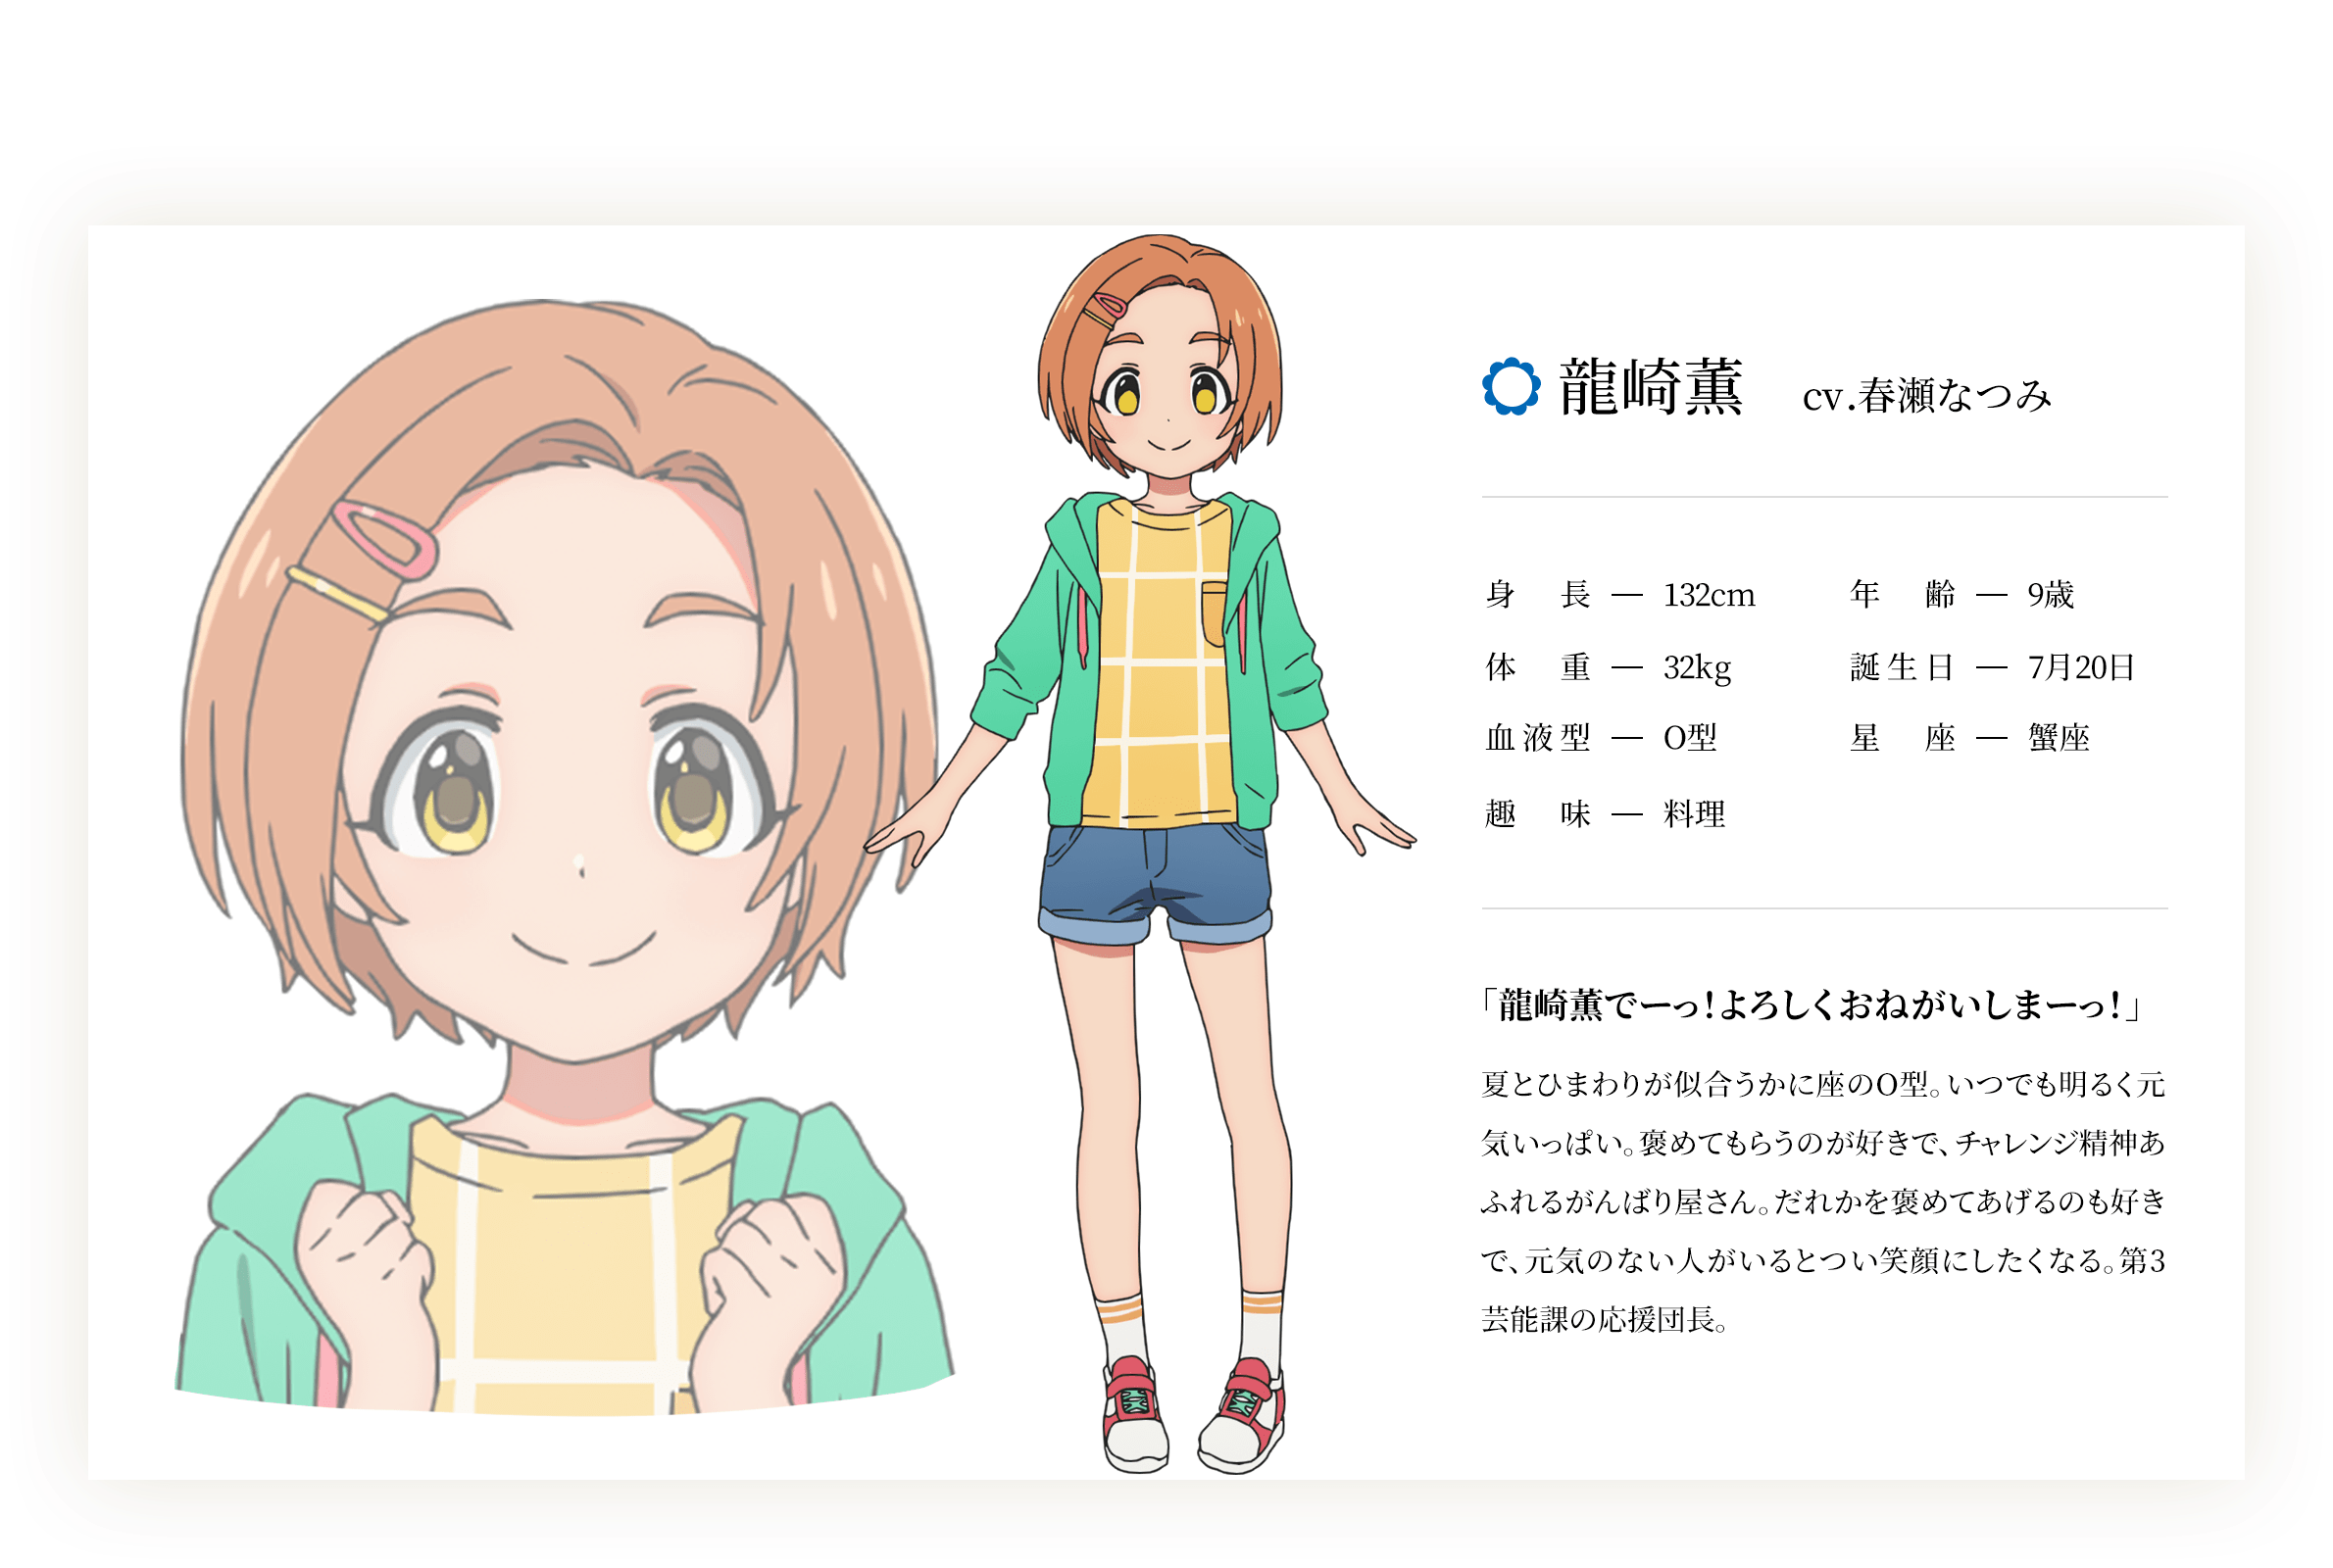 龍崎薫 cv.春瀬なつみ
身長 — 132cm 年齢 — 9歳
体重 — 32kg 誕生日 — 7月20日
血液型 — O型 星座 — 蟹座
趣味 — 料理
「龍崎薫でーっ!よろしくおねがいしまーっ!」
夏とひまわりが似合うかに座のO型。いつでも明るく元
気いっぱい。褒めてもらうのが好きで、チャレンジ精神あ
ふれるがんばり屋さん。だれかを褒めてあげるのも好き
で、元気のない人がいるとつい笑顔にしたくなる。第3
芸能課の応援団長。